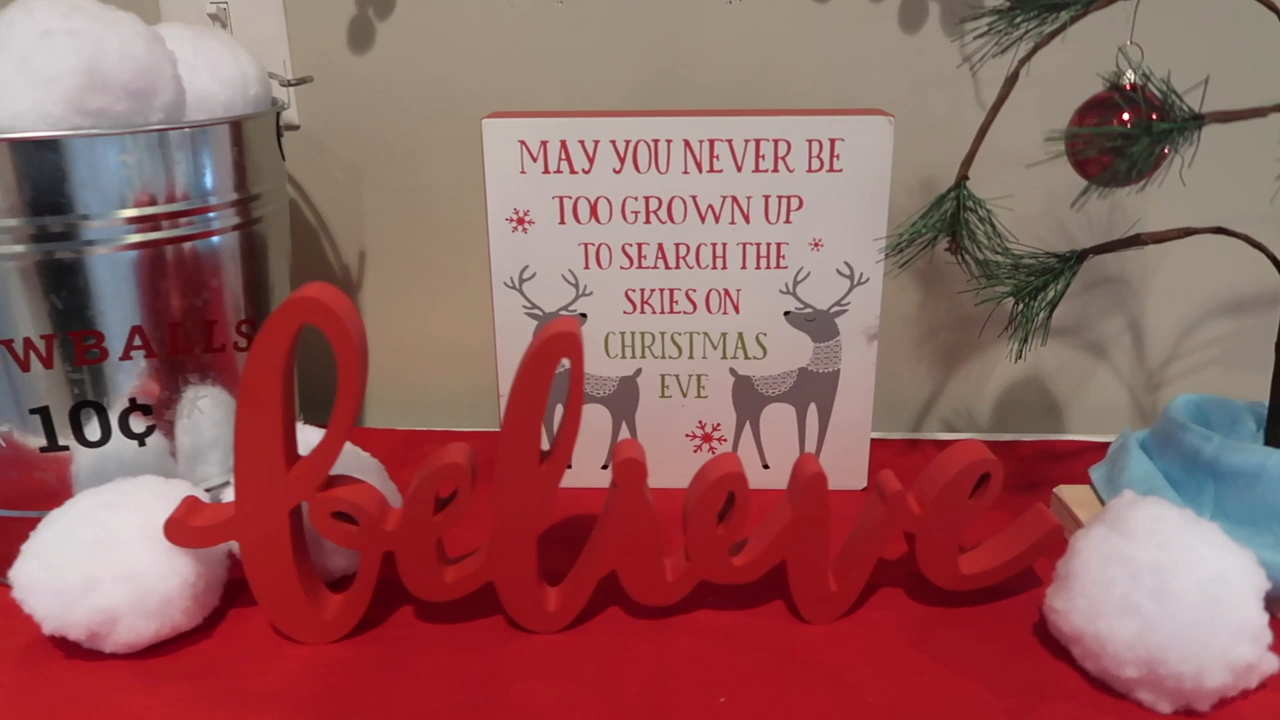 MAY YOU NEVER BE
TOO GROWN UP
TO SEARCH THE
SKIES ON
CHRISTMAS
EVE
WBALLS
10¢
believe